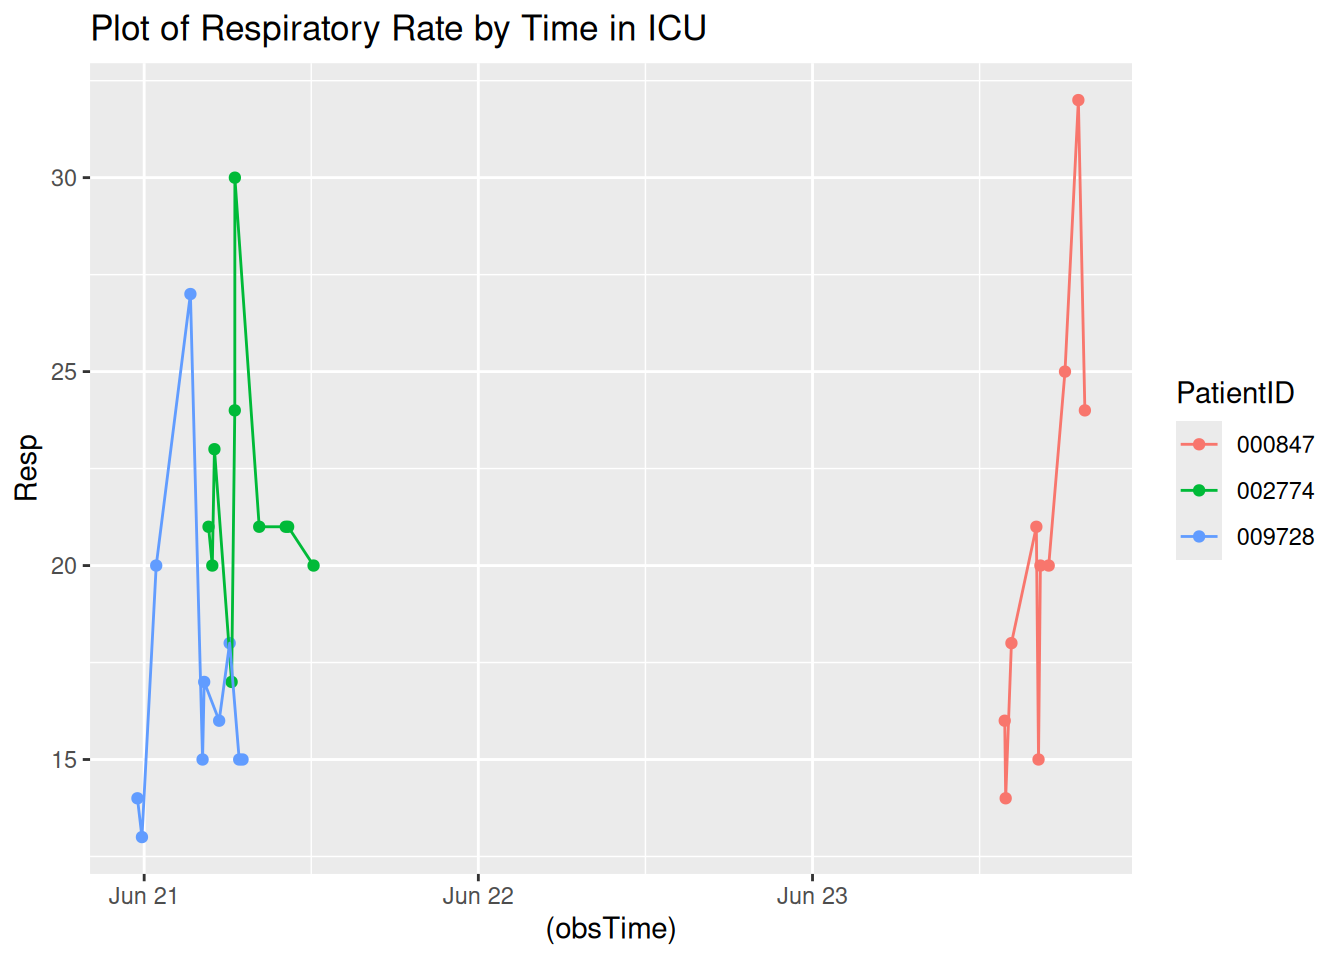 Plot of Respiratory Rate by Time in ICU
30
25
20
15
Resp
Jun 21
Jun 22
Jun 23
(obsTime)
PatientID
000847
002774
009728